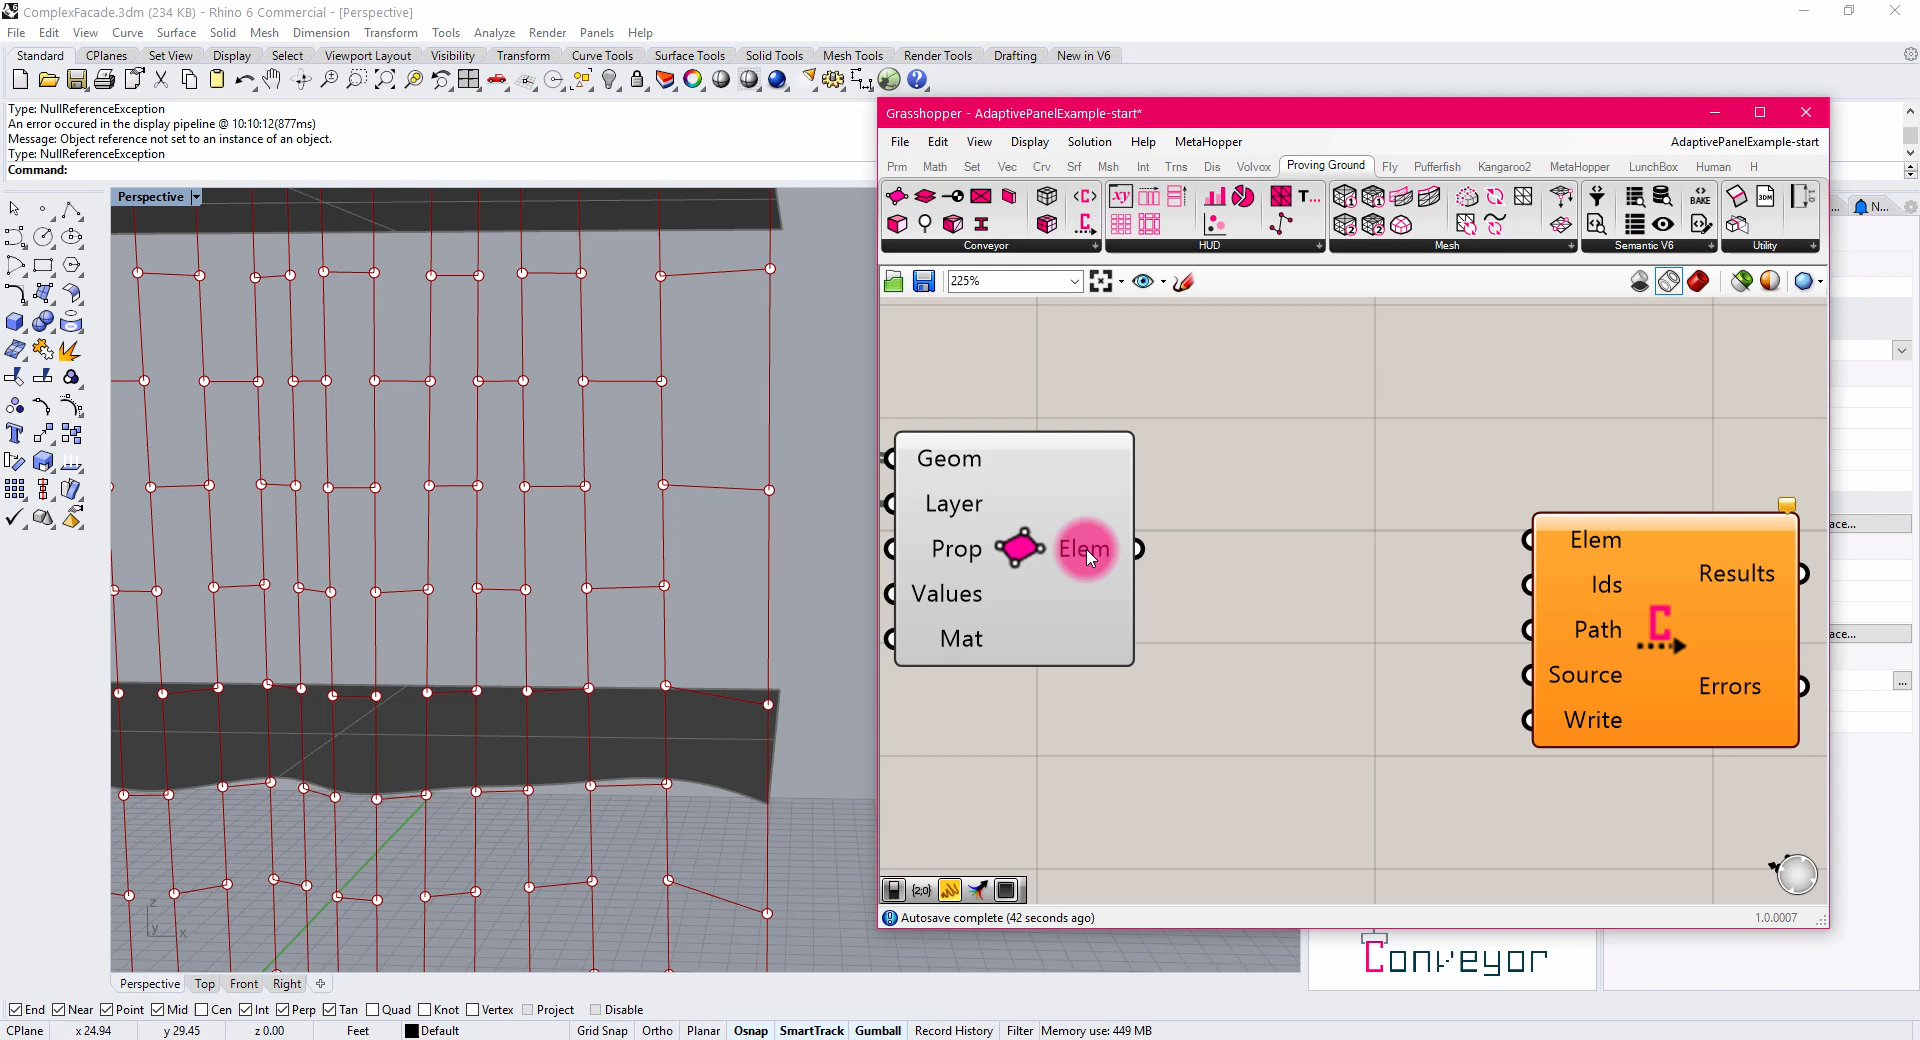 ComplexFacade.3dm (234 KB) - Rhino 6 Commercial - [Perspective]
File Edit View Curve Surface Solid Mesh Dimension Transform Tools Analyze Render Panels Help
Standard CPlanes Set View Display Select Viewport Layout Visibility Transform Curve Tools Surface Tools Solid Tools Mesh Tools Render Tools Drafting New in V6
Type: NullReferenceException
An error occured in the display pipeline @ 10:10:12(877ms)
Message: Object reference not set to an instance of an object.
Type: NullReferenceException
Command:
Perspective
Grasshopper - AdaptivePanelExample-start*
File Edit View Display Solution Help MetaHopper AdaptivePanelExample-start
Prm Math Set Vec Crv Srf Msh Int Trns Dis Volvox Proving Ground Fly Pufferfish Kangaroo2 MetaHopper LunchBox Human H
Conveyor HUD Mesh Semantic V6 Utility
BAKE
3DM
N...
225%
Geom
Layer
Prop Elem
Values
Mat
Elem
Ids
Path
Source
Write
Results
Errors
ace...
ace...
...
{2;0}
Autosave complete (42 seconds ago) 1.0.0007
Conveyor
z
y x
Perspective Top Front Right
End Near Point Mid Cen Int Perp Tan Quad Knot Vertex Project Disable
CPlane x 24.94 y 29.45 z 0.00 Feet Default Grid Snap Ortho Planar Osnap SmartTrack Gumball Record History Filter Memory use: 449 MB